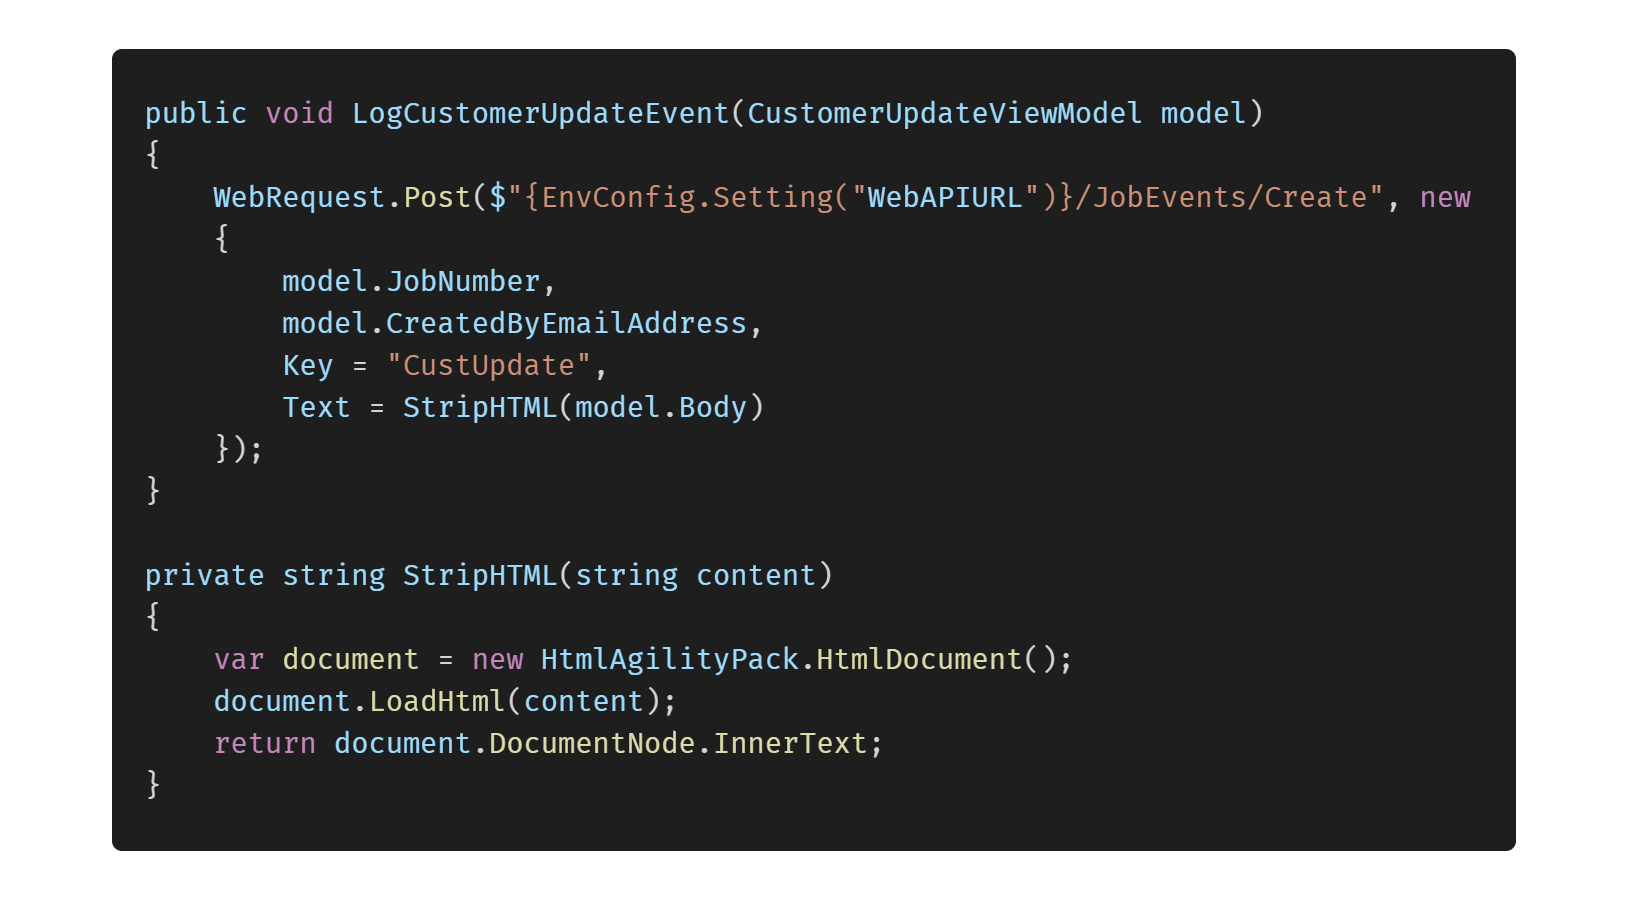 public void LogCustomerUpdateEvent(CustomerUpdateViewModel model)
{
    WebRequest.Post($"{EnvConfig.Setting("WebAPIURL")}/JobEvents/Create", new
    {
        model.JobNumber,
        model.CreatedByEmailAddress,
        Key = "CustUpdate",
        Text = StripHTML(model.Body)
    });
}

private string StripHTML(string content)
{
    var document = new HtmlAgilityPack.HtmlDocument();
    document.LoadHtml(content);
    return document.DocumentNode.InnerText;
}